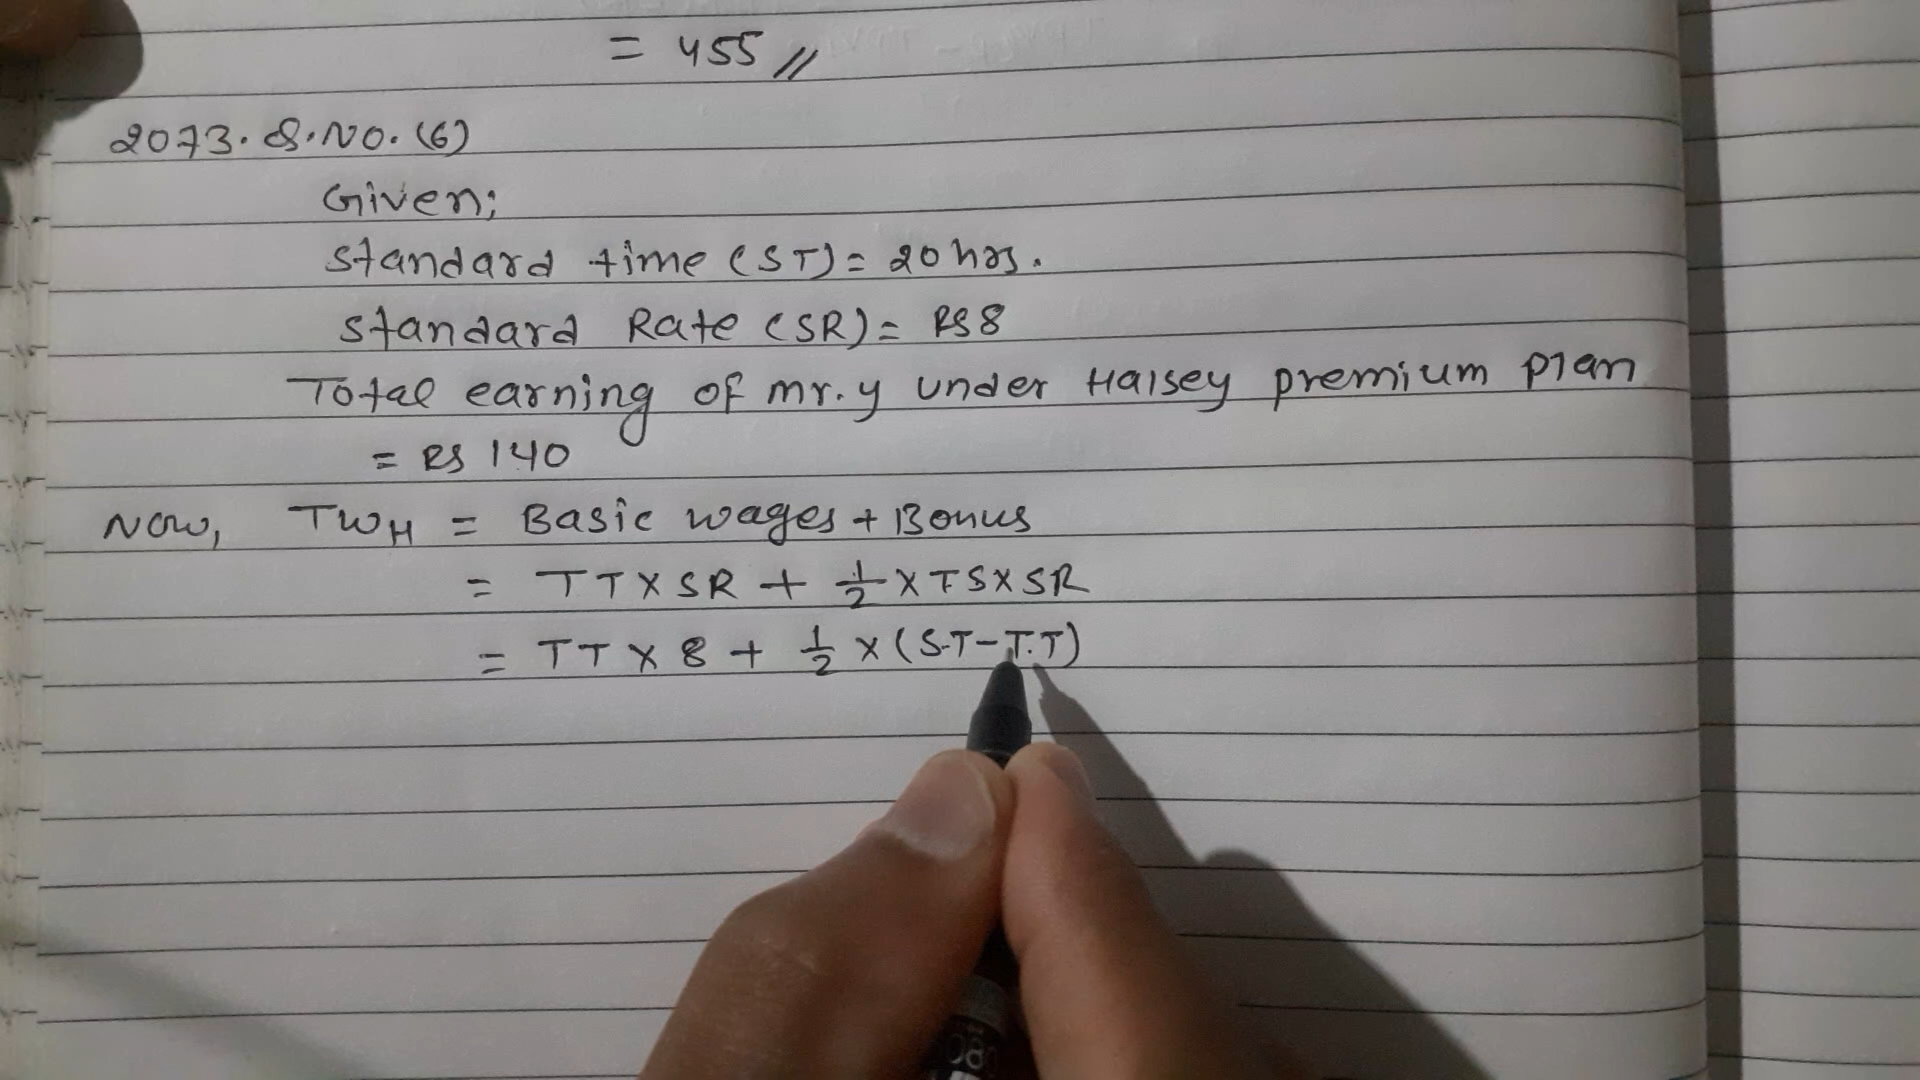 = 455 //
2073. Q.NO. (6)
Given;
Standard time (ST) = 20 hrs.
Standard Rate (SR) = RS 8
Total earning of mr.y under Halsey premium plan
= RS 140
Now, TWH = Basic wages + Bonus
= TT X SR + 1/2 X TS X SR
= TT X 8 + 1/2 X (S.T - T.T)